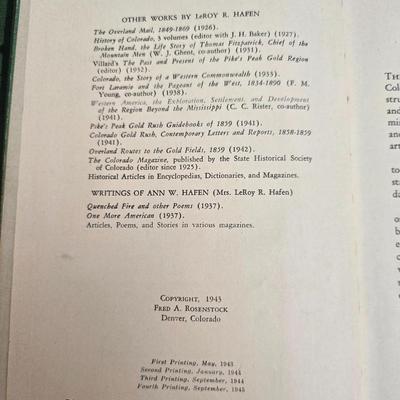 OTHER WORKS BY LEROY R. HAFEN
The Overland Mail, 1849-1869 (1926).
History of Colorado, 3 volumes (editor with J. H. Baker) (1927).
Broken Hand, the Life Story of Thomas Fitzpatrick, Chief of the
Mountain Men (W. J. Ghent, co-author) (1931).
Villard's The Past and Present of the Pike's Peak Gold Region
(editor) (1932).
Colorado, the Story of a Western Commonwealth (1933).
Fort Laramie and the Pageant of the West, 1834-1890 (F. M.
Young, co-author) (1938).
Western America, the Exploration, Settlement, and Development
of the Region Beyond the Mississippi (C. C. Rister, co-author)
(1941).
Pike's Peak Gold Rush Guidebooks of 1859 (1941).
Colorado Gold Rush, Contemporary Letters and Reports, 1858-1859
(1941).
Overland Routes to the Gold Fields, 1859 (1942).
The Colorado Magazine, published by the State Historical Society
of Colorado (editor since 1925).
Historical Articles in Encyclopedias, Dictionaries, and Magazines.
WRITINGS OF ANN W. HAFEN (Mrs. LeRoy R. Hafen)
Quenched Fire and other Poems (1937).
One More American (1937).
Articles, Poems, and Stories in various magazines.
COPYRIGHT, 1943
FRED A. ROSENSTOCK
Denver, Colorado
First Printing, May, 1943
Second Printing, January, 1944
Third Printing, September, 1944
Fourth Printing, September, 1945
TH
Col
stru
and
mi
and
art
to